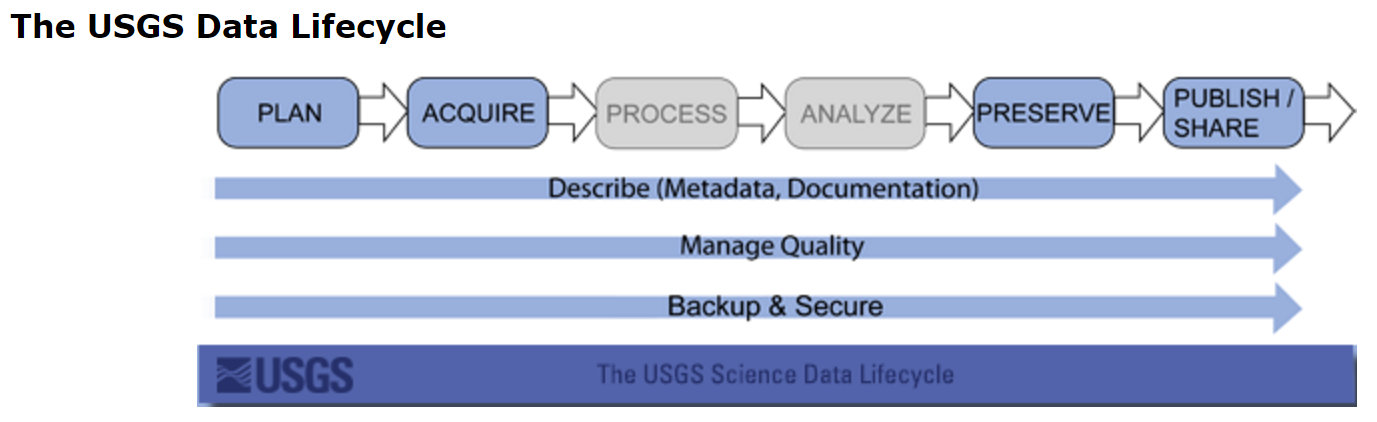 The USGS Data Lifecycle
PLAN
ACQUIRE
PROCESS
ANALYZE
PRESERVE
PUBLISH /
SHARE
Describe (Metadata, Documentation)
Manage Quality
Backup & Secure
USGS
The USGS Science Data Lifecycle